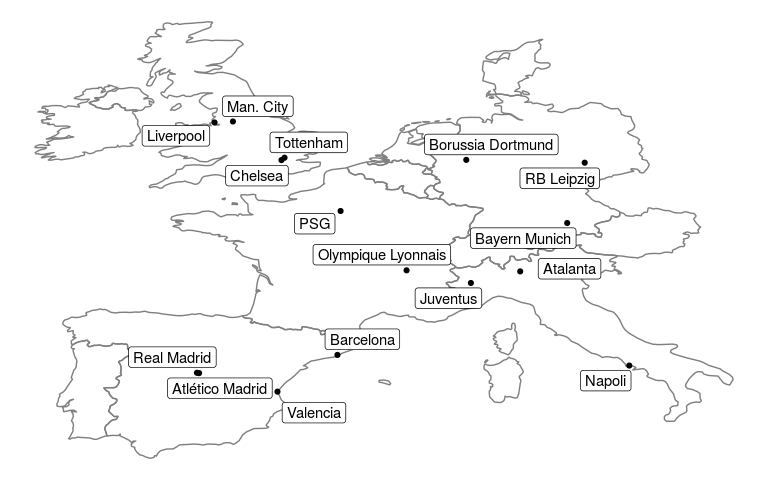 Man. City
Liverpool
Tottenham
Borussia Dortmund
Chelsea
RB Leipzig
PSG
Bayern Munich
Olympique Lyonnais
Atalanta
Juventus
Barcelona
Real Madrid
Napoli
Atlético Madrid
Valencia